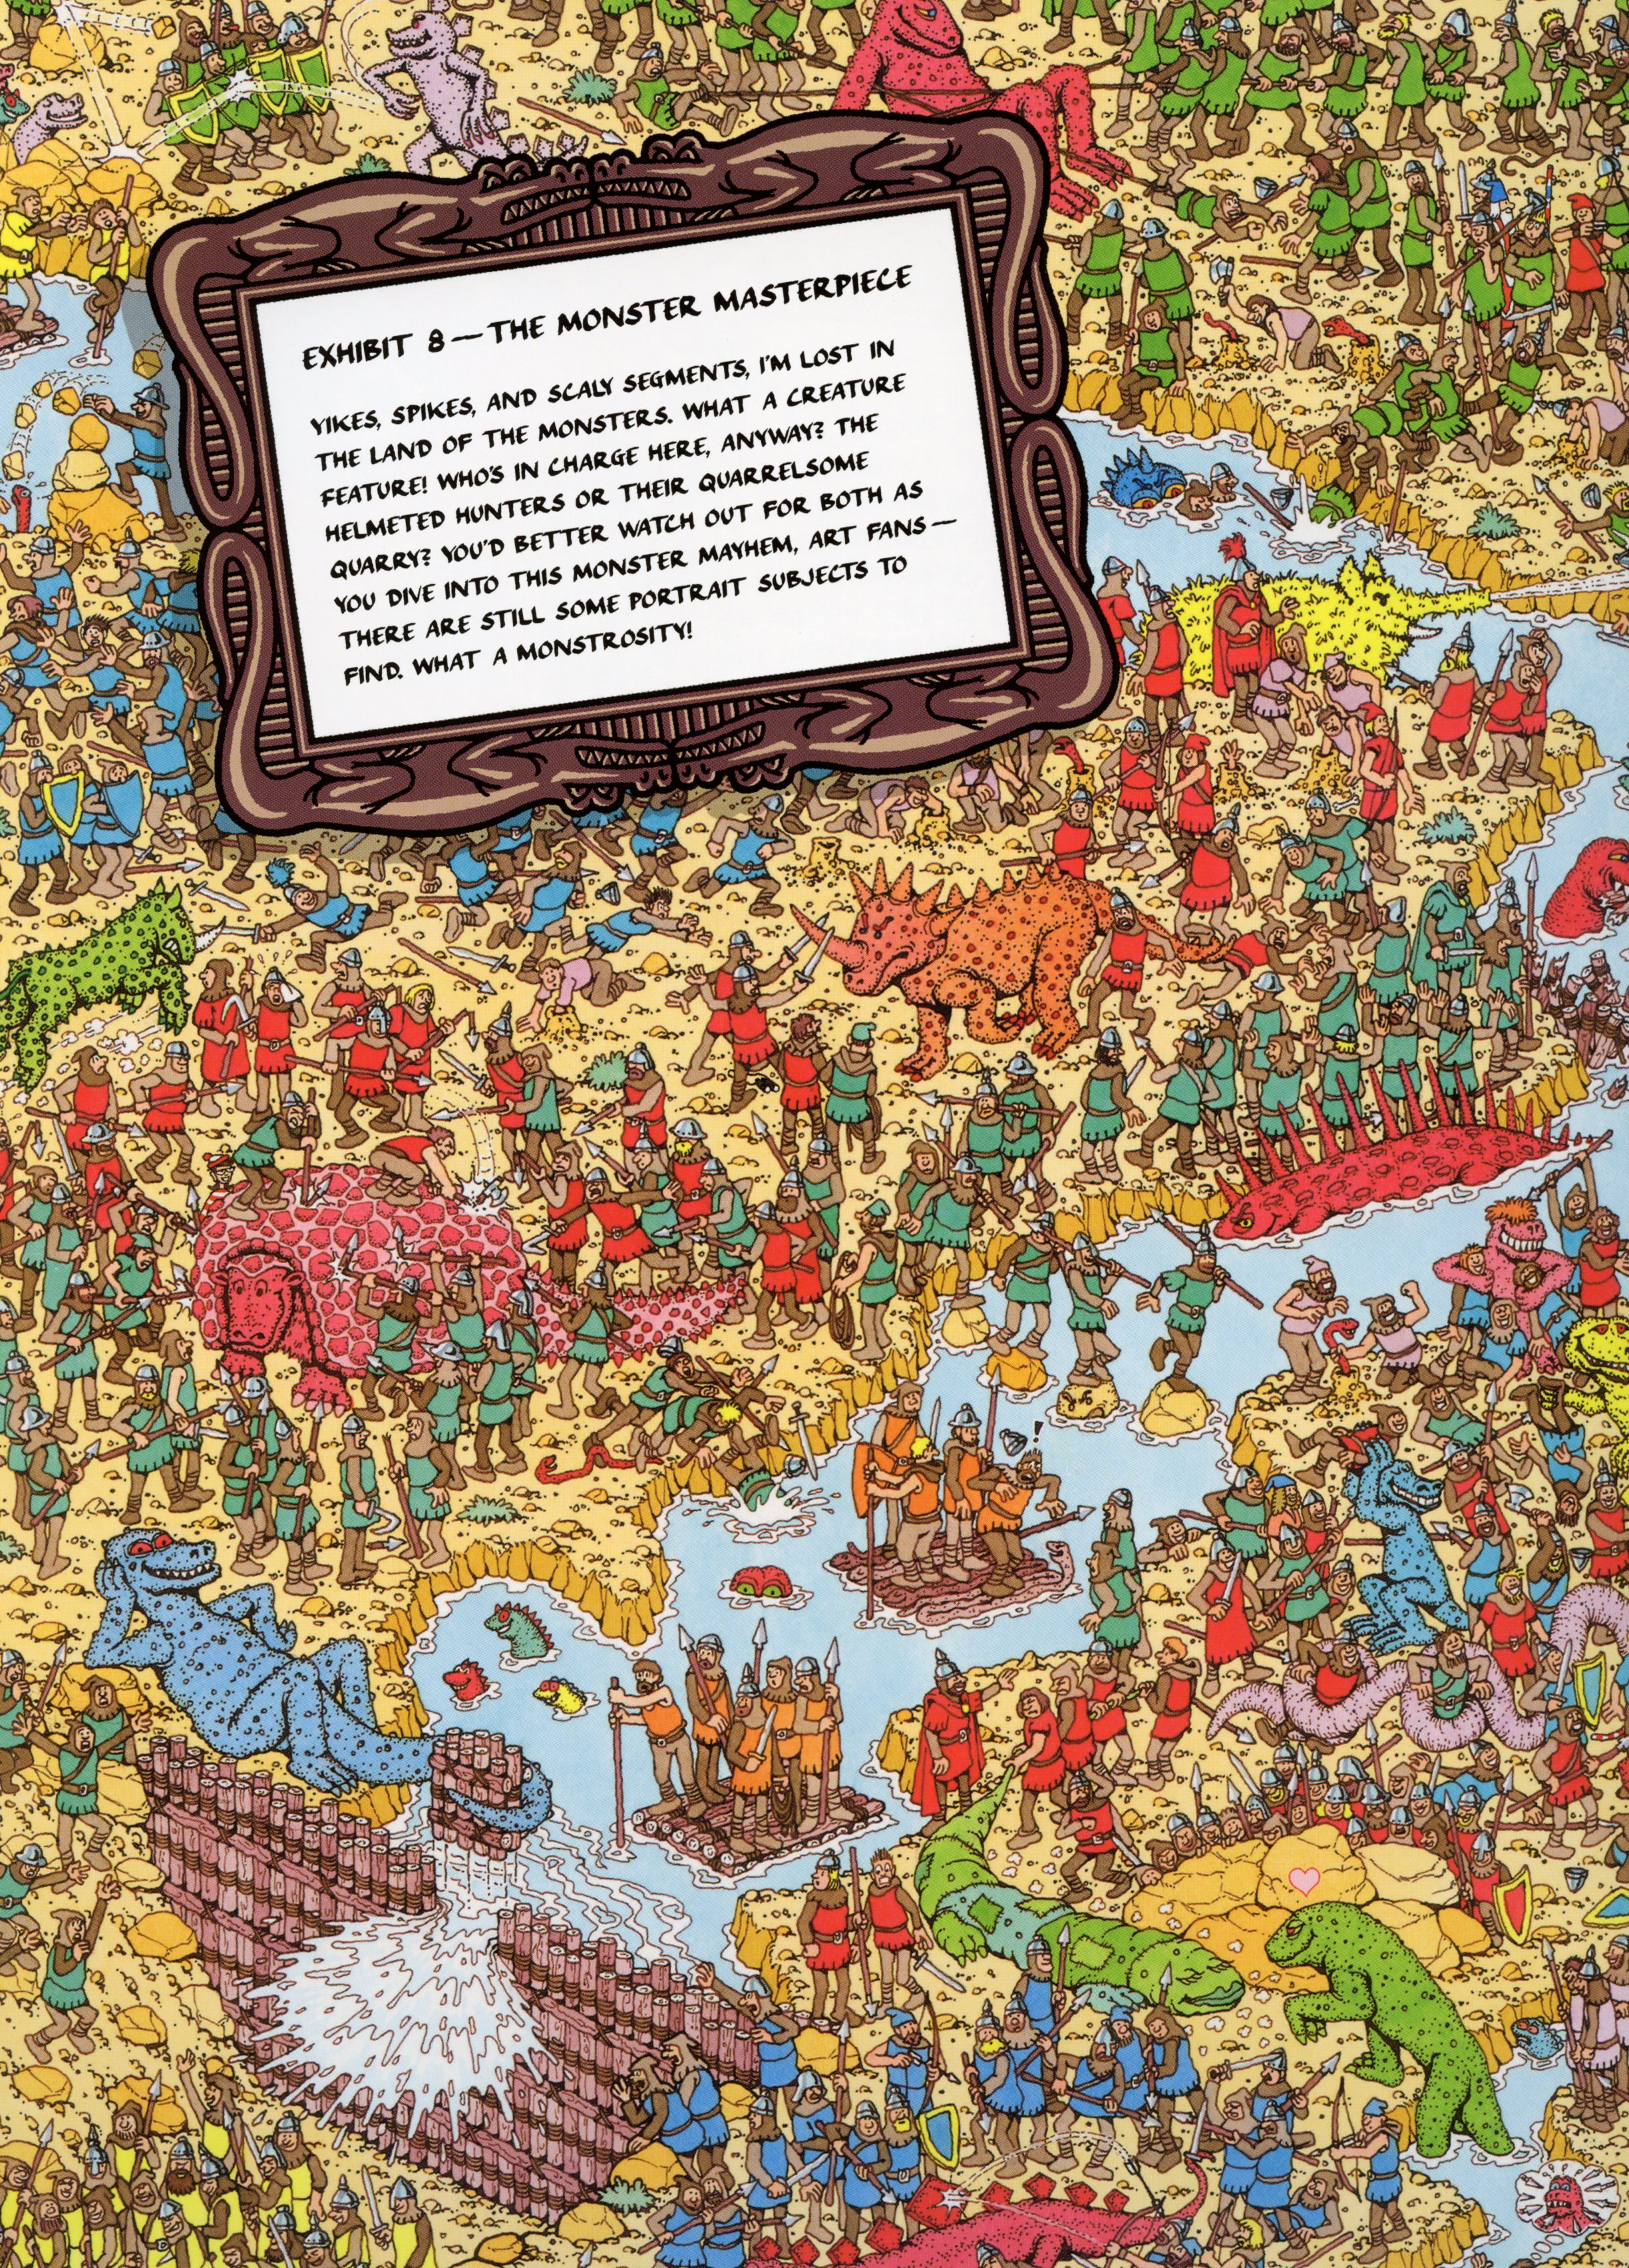 EXHIBIT 8—THE MONSTER MASTERPIECE
YIKES, SPIKES, AND SCALY SEGMENTS, I'M LOST IN
THE LAND OF THE MONSTERS. WHAT A CREATURE
FEATURE! WHO'S IN CHARGE HERE, ANYWAY? THE
HELMETED HUNTERS OR THEIR QUARRELSOME
QUARRY? YOU'D BETTER WATCH OUT FOR BOTH AS
YOU DIVE INTO THIS MONSTER MAYHEM, ART FANS—
THERE ARE STILL SOME PORTRAIT SUBJECTS TO
FIND. WHAT A MONSTROSITY!
!